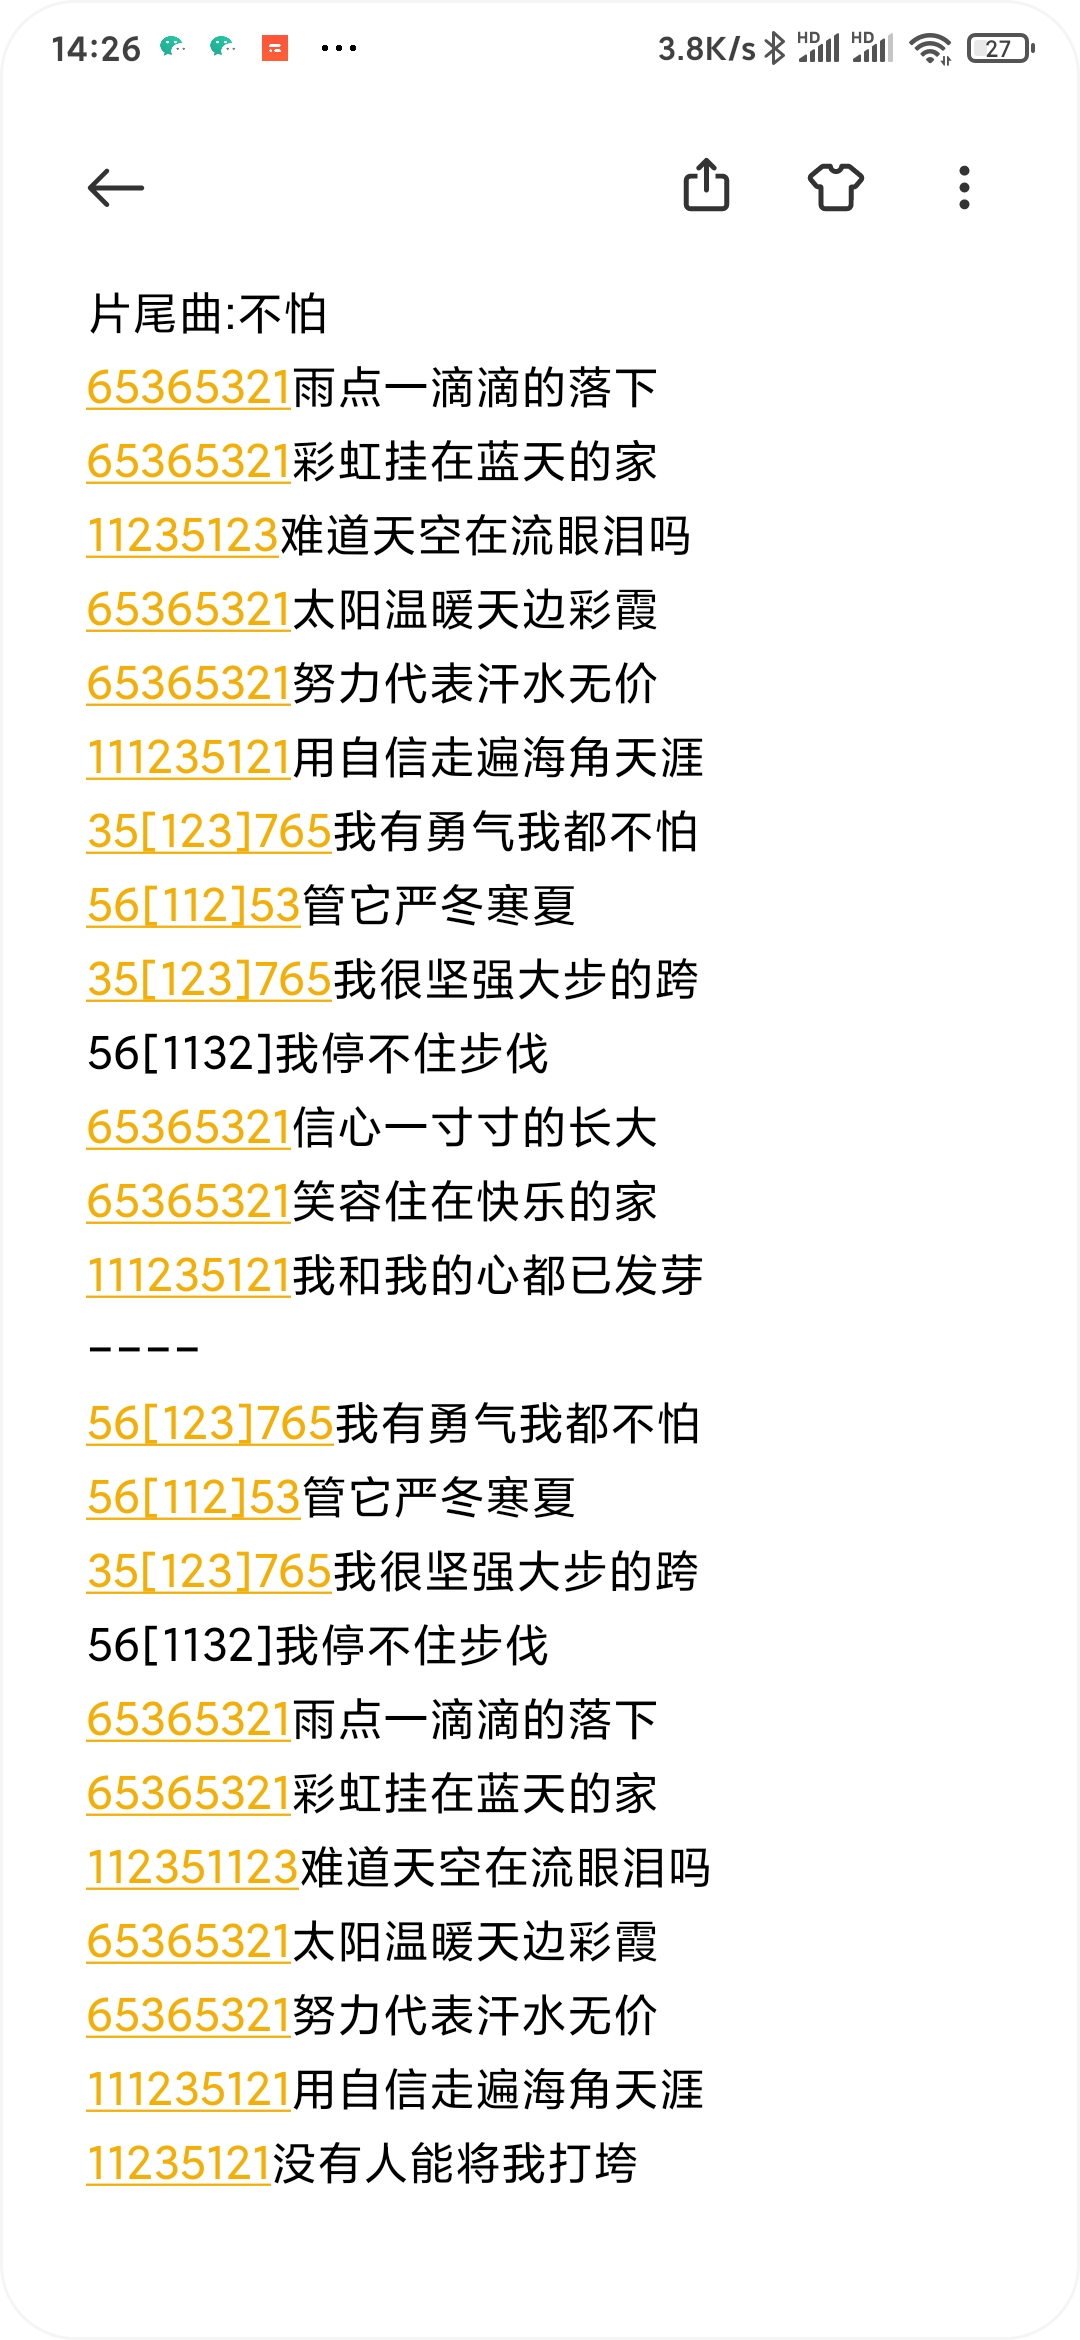 14:26 3.8K/s HD HD 27
片尾曲:不怕
65365321雨点一滴滴的落下
65365321彩虹挂在蓝天的家
11235123难道天空在流眼泪吗
65365321太阳温暖天边彩霞
65365321努力代表汗水无价
111235121用自信走遍海角天涯
35[123]765我有勇气我都不怕
56[112]53管它严冬寒夏
35[123]765我很坚强大步的跨
56[1132]我停不住步伐
65365321信心一寸寸的长大
65365321笑容住在快乐的家
111235121我和我的心都已发芽
----
56[123]765我有勇气我都不怕
56[112]53管它严冬寒夏
35[123]765我很坚强大步的跨
56[1132]我停不住步伐
65365321雨点一滴滴的落下
65365321彩虹挂在蓝天的家
112351123难道天空在流眼泪吗
65365321太阳温暖天边彩霞
65365321努力代表汗水无价
111235121用自信走遍海角天涯
11235121没有人能将我打垮